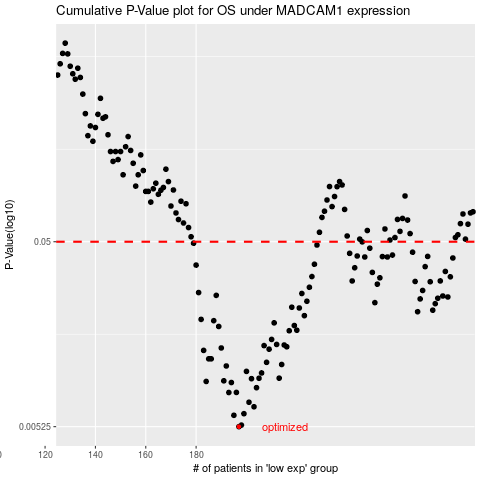 Cumulative P-Value plot for OS under MADCAM1 expression
P-Value(log10)
0.05
0.00525
optimized
0 120 140 160 180
# of patients in 'low exp' group